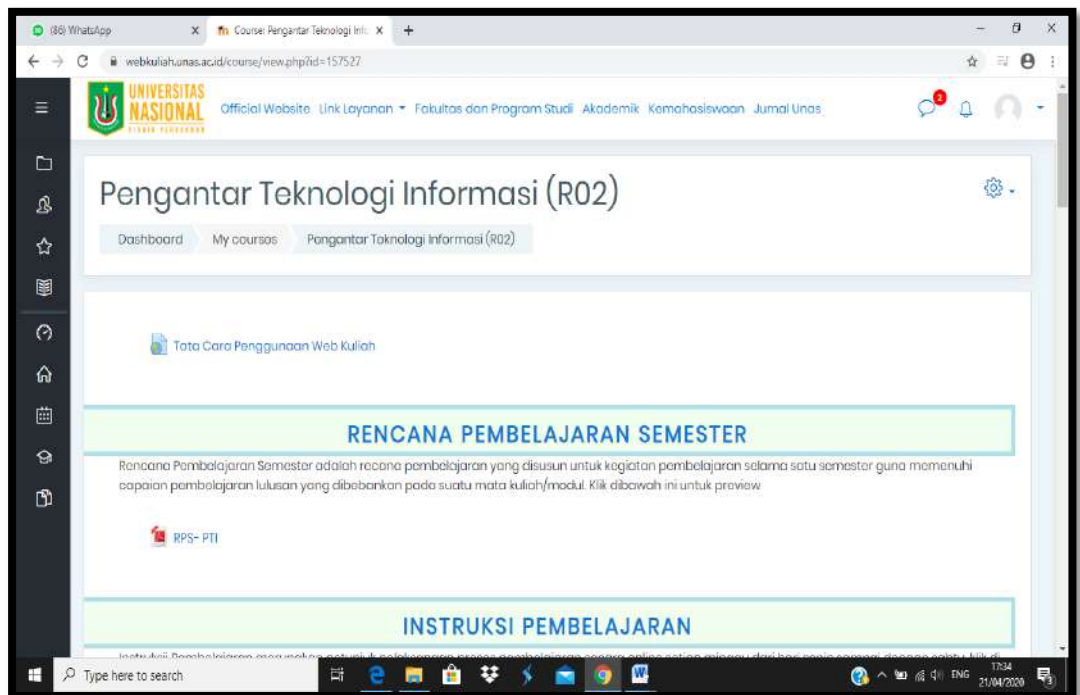 (86) WhatsApp
Course: Pengantar Teknologi Inf
webkuliah.unas.ac.id/course/view.php?id=157527
UNIVERSITAS
NASIONAL
Official Website Link Layanan Fakultas dan Program Studi Akademik Kemahasiswaan Jurnal Unas
2
Pengantar Teknologi Informasi (R02)
Dashboard My courses Pengantar Teknologi Informasi (R02)
Tata Cara Penggunaan Web Kuliah
RENCANA PEMBELAJARAN SEMESTER
Rencana Pembelajaran Semester adalah recana pembelajaran yang disusun untuk kegiatan pembelajaran selama satu semester guna memenuhi
capaian pembelajaran lulusan yang dibebankan pada suatu mata kuliah/modul. Klik dibawah ini untuk preview
RPS- PTI
INSTRUKSI PEMBELAJARAN
Type here to search
ENG
17:34
21/04/2020
3